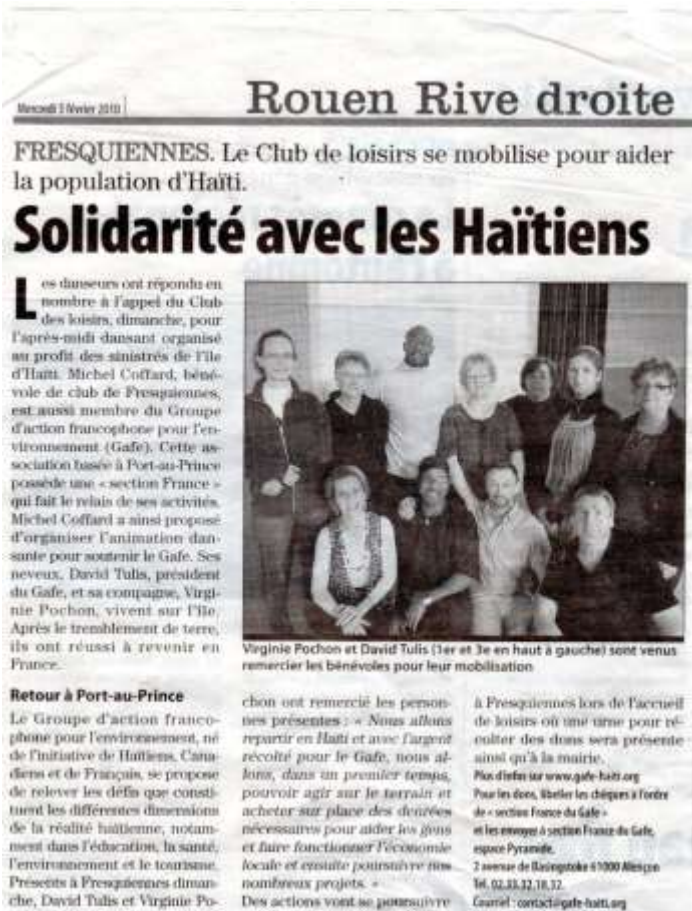 Mercredi 3 février 2010
Rouen Rive droite
FRESQUIENNES. Le Club de loisirs se mobilise pour aider
la population d'Haïti.
Solidarité avec les Haïtiens
Les danseurs ont répondu en
nombre à l'appel du Club
des loisirs, dimanche, pour
l'après-midi dansant organisé
au profit des sinistrés de l'île
d'Haïti. Michel Coffard, béné-
vole de club de Fresquiennes,
est aussi membre du Groupe
d'action francophone pour l'en-
vironnement (Gafe). Cette as-
sociation basée à Port-au-Prince
possède une « section France »
qui fait le relais de ses activités.
Michel Coffard a ainsi proposé
d'organiser l'animation dan-
sante pour soutenir le Gafe. Ses
neveux, David Tulis, président
du Gafe, et sa compagne, Virgi-
nie Pochon, vivent sur l'île.
Après le tremblement de terre,
ils ont réussi à revenir en
France.
Virginie Pochon et David Tulis (1er et 3e en haut à gauche) sont venus
remercier les bénévoles pour leur mobilisation
Retour à Port-au-Prince
Le Groupe d'action franco-
phone pour l'environnement, né
de l'initiative de Haïtiens, Cana-
diens et de Français, se propose
de relever les défis que consti-
tuent les différentes dimensions
de la réalité haïtienne, notam-
ment dans l'éducation, la santé,
l'environnement et le tourisme.
Présents à Fresquiennes diman-
che, David Tulis et Virginie Po-
chon ont remercié les person-
nes présentes : « Nous allons
repartir en Haïti et avec l'argent
récolté pour le Gafe, nous al-
lons, dans un premier temps,
pouvoir agir sur le terrain et
acheter sur place des denrées
nécessaires pour aider les gens
et faire fonctionner l'économie
locale et ensuite poursuivre nos
nombreux projets. »
Des actions vont se poursuivre
à Fresquiennes lors de l'accueil
de loisirs où une urne pour ré-
colter des dons sera présente
ainsi qu'à la mairie.
Plus d'infos sur www.gafe-haiti.org
Pour les dons, libeller les chèques à l'ordre
de « section France du Gafe »
et les envoyer à section France du Gafe,
espace Pyramide,
2 avenue de Basingstoke 61000 Alençon
Tél. 02.33.32.18.32.
Courriel : contact@gafe-haiti.org